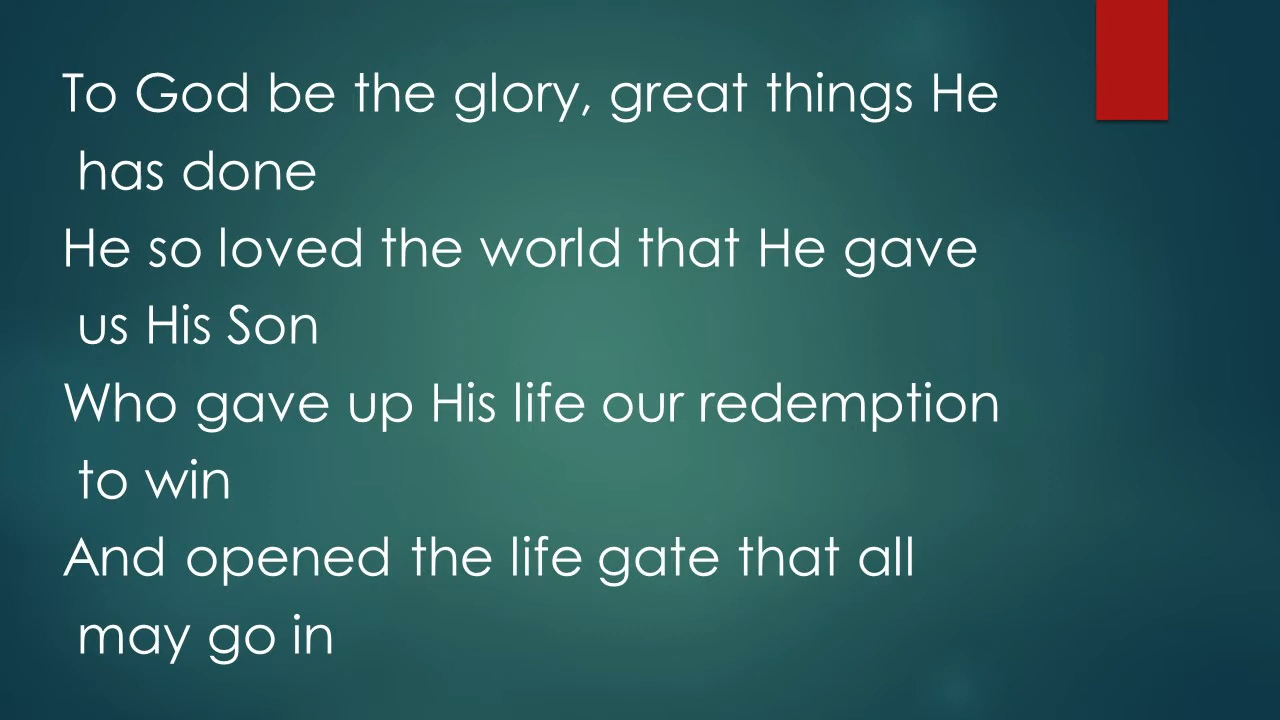 To God be the glory, great things He
has done
He so loved the world that He gave
us His Son
Who gave up His life our redemption
to win
And opened the life gate that all
may go in